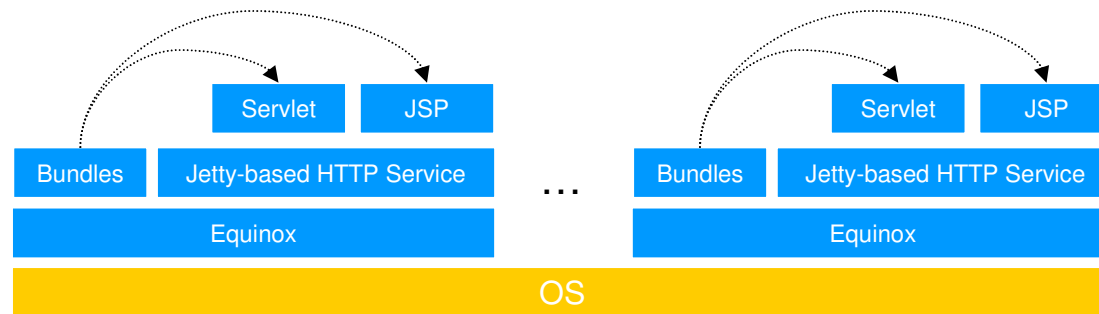 Servlet JSP Servlet JSP
Bundles Jetty-based HTTP Service ... Bundles Jetty-based HTTP Service
Equinox Equinox
OS